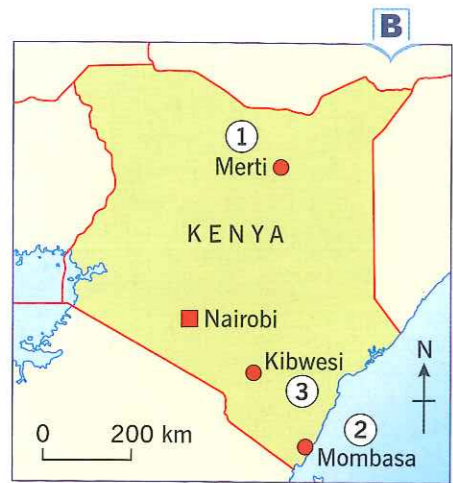 B
1
Merti
KENYA
Nairobi
Kibwesi
N
3
0 200 km
2
Mombasa